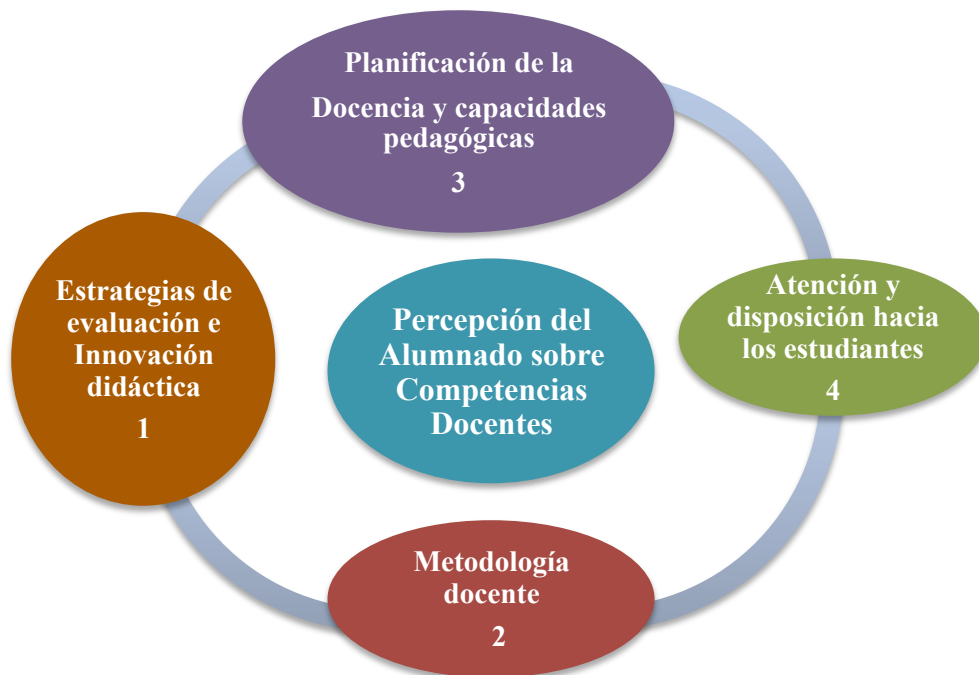 Planificación de la
Docencia y capacidades
pedagógicas
3
Estrategias de
evaluación e
Innovación
didáctica
1
Percepción del
Alumnado sobre
Competencias
Docentes
Atención y
disposición hacia
los estudiantes
4
Metodología
docente
2